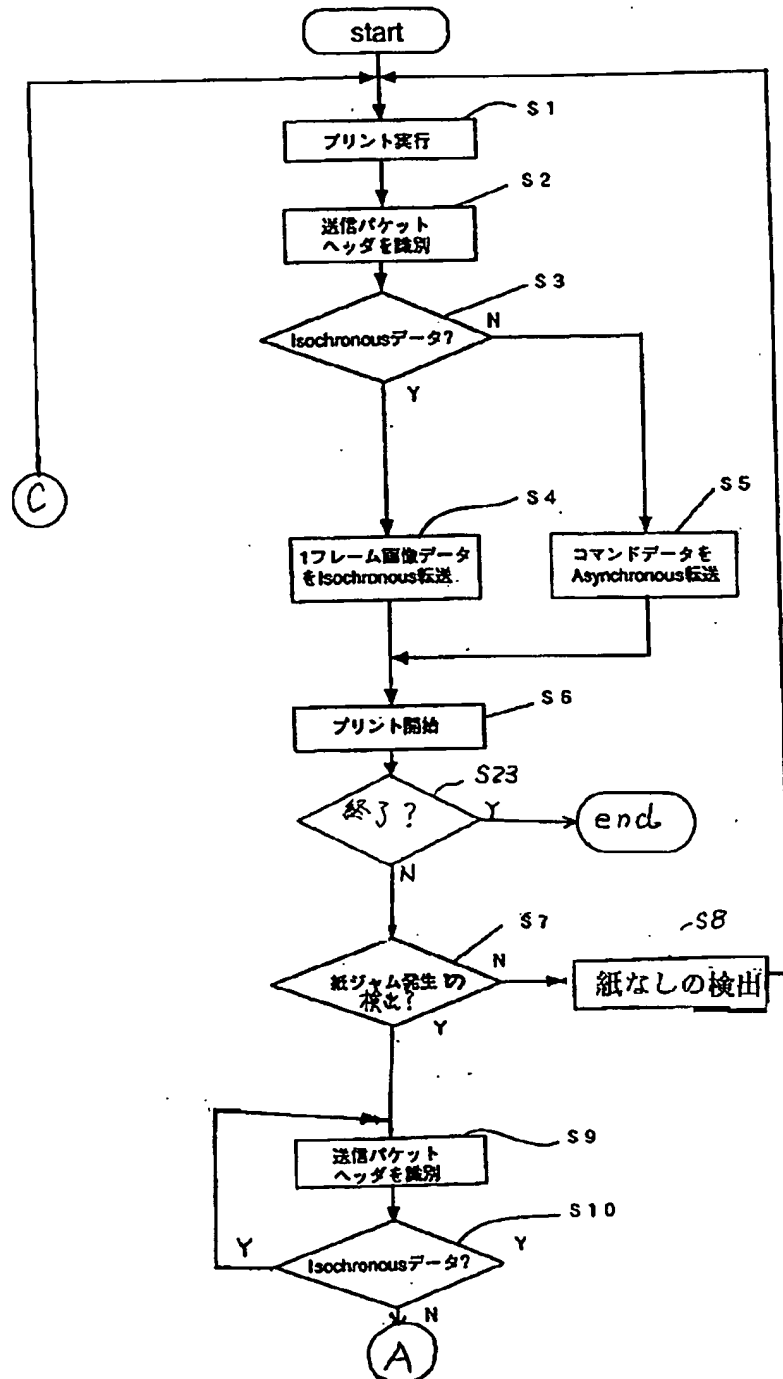 start
S1
プリント実行
S2
送信パケット
ヘッダを識別
S3
Isochronousデータ?
N
Y
C
S4
1フレーム画像データ
をIsochronous転送
S5
コマンドデータを
Asynchronous転送
S6
プリント開始
S23
終了?
Y
end
N
S7
紙ジャム発生の
検出?
N
Y
S8
紙なしの検出
S9
送信パケット
ヘッダを識別
S10
Isochronousデータ?
Y
Y
N
A